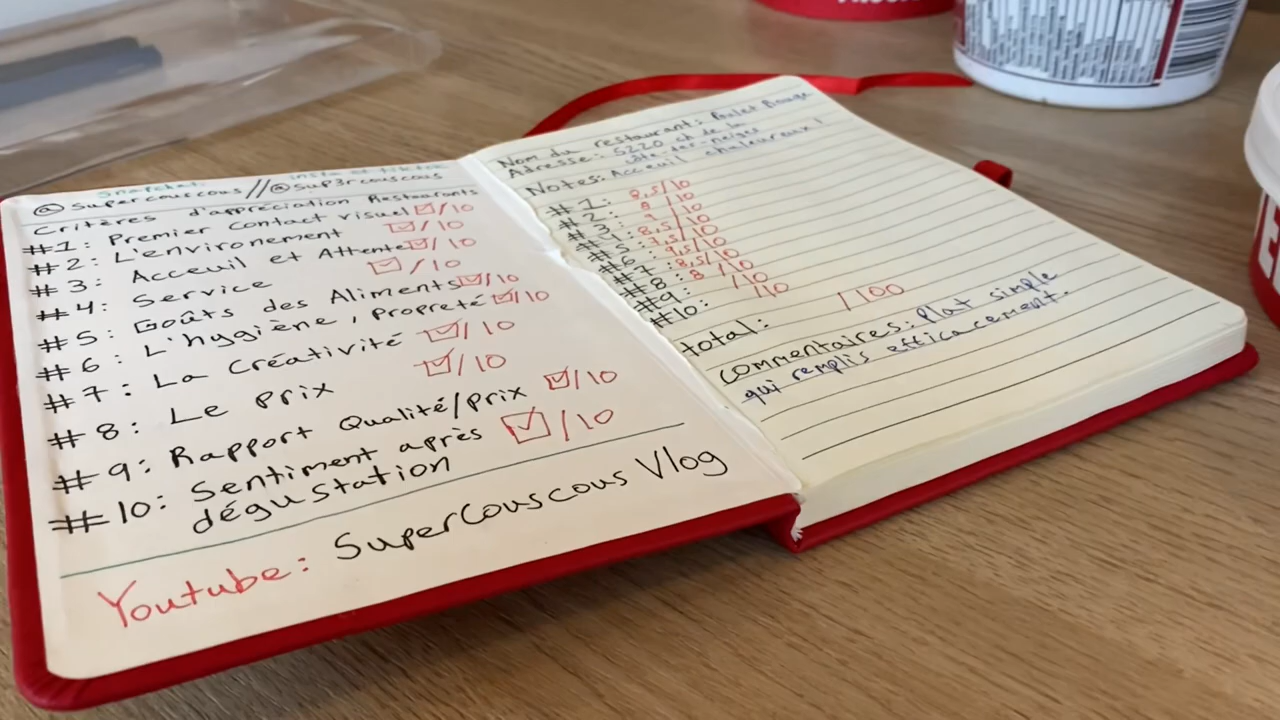 snapchat: insta et tiktok
@supercouscous//@sup3rcouscous
Critères d'appréciation Restaurants
#1: Premier Contact visuel ☑/10
#2: L'environement ☑/10
#3: Acceuil et Attente ☑/10
#4: Service ☑/10
#5: Goûts des Aliments ☑/10
#6: L'hygiène, propreté ☑/10
#7: La Créativité ☑/10
#8: Le prix ☑/10
#9: Rapport Qualité/prix ☑/10
#10: Sentiment après ☑/10
dégustation
Youtube: SuperCouscous Vlog
Nom du restaurant: Poulet Rouge
Adresse: 5220 ch de la
côte-des-neiges
Notes: Acceuil chaleureux!
#1: 8,5/10
#2: 8 /10
#3: 9 /10
#4: 8,5/10
#5: 7,5/10
#6: 9,5/10
#7: 8,5/10
#8: 8 /10
#9: /10
#10: /10
total: /100
commentaires: Plat simple
qui remplis efficacement.